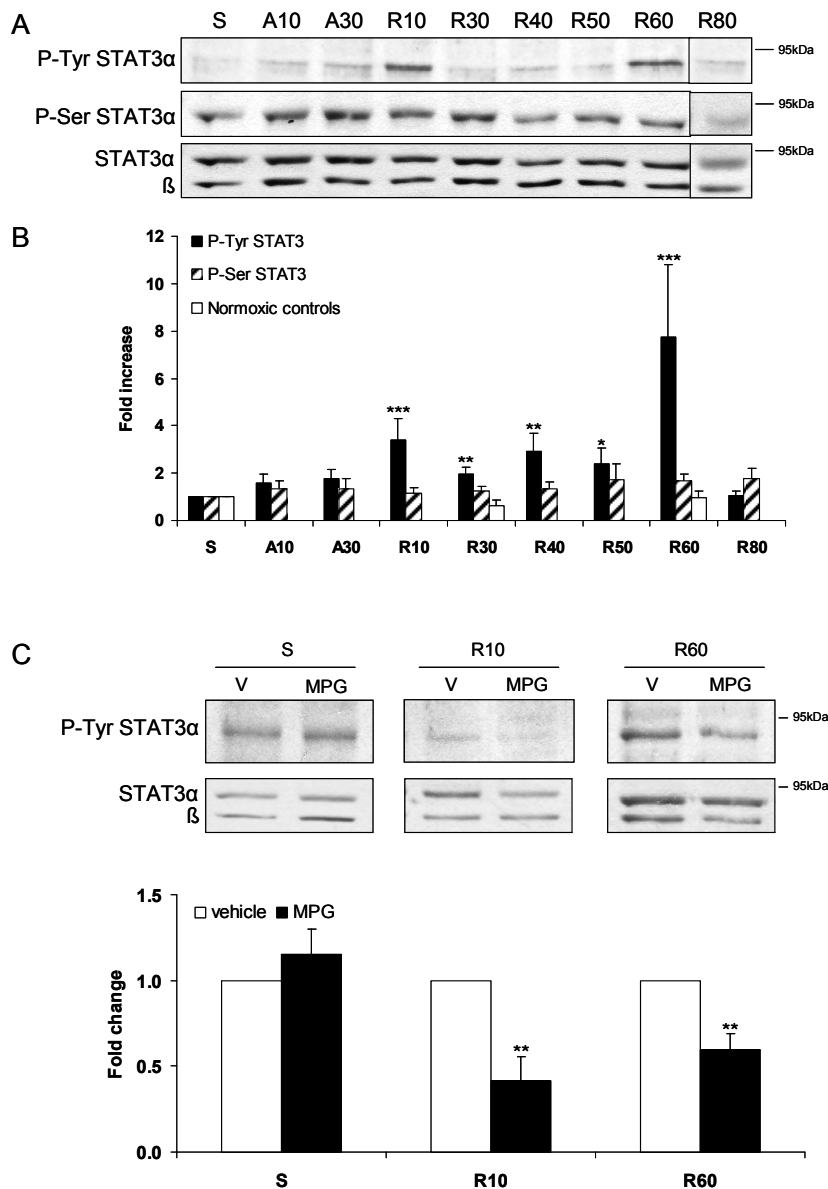 A
S A10 A30 R10 R30 R40 R50 R60 R80
P-Tyr STAT3α
95kDa
P-Ser STAT3α
95kDa
STAT3α
95kDa
ß
B
12
10
8
6
4
2
0
Fold increase
P-Tyr STAT3
P-Ser STAT3
Normoxic controls
*** ** ** * ***
S A10 A30 R10 R30 R40 R50 R60 R80
C
S R10 R60
V MPG V MPG V MPG
P-Tyr STAT3α
95kDa
STAT3α
95kDa
ß
1.5
1.0
0.5
0.0
Fold change
vehicle MPG
** **
S R10 R60